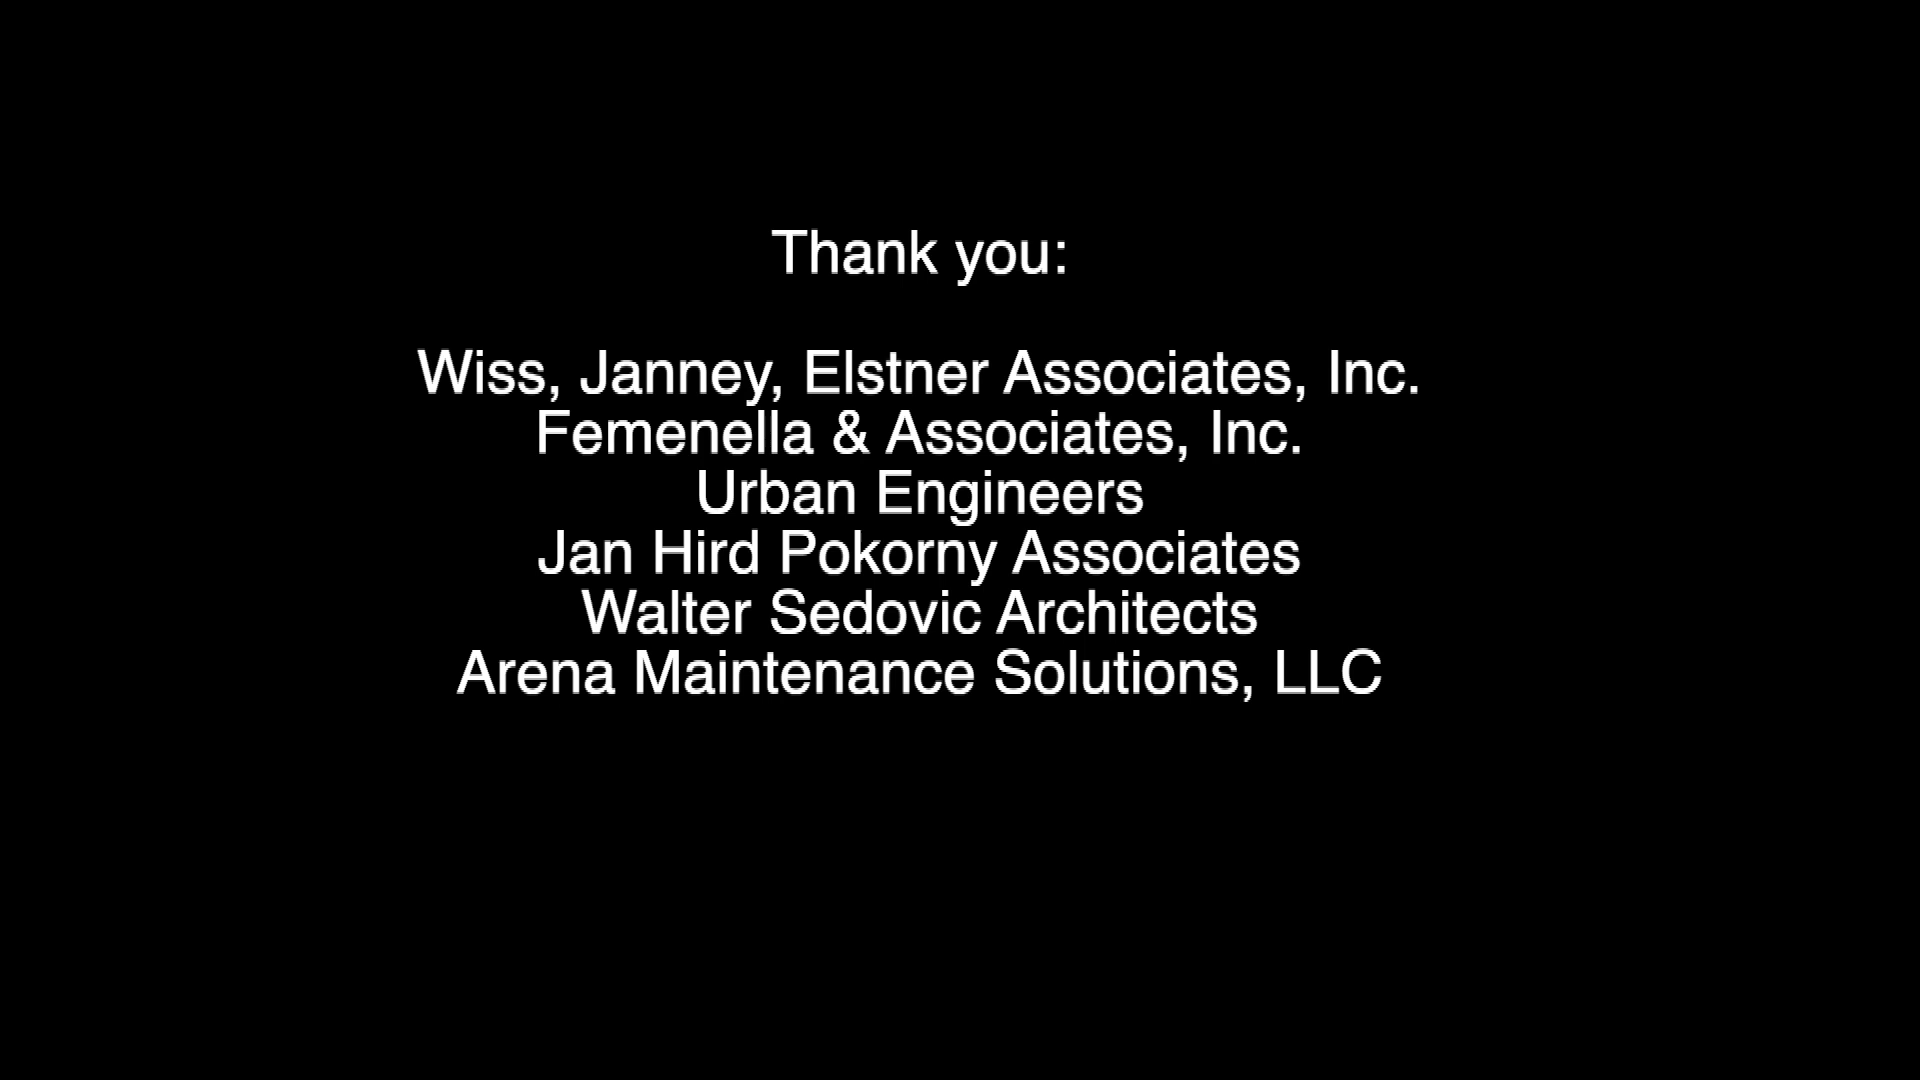 Thank you:
Wiss, Janney, Elstner Associates, Inc.
Femenella & Associates, Inc.
Urban Engineers
Jan Hird Pokorny Associates
Walter Sedovic Architects
Arena Maintenance Solutions, LLC